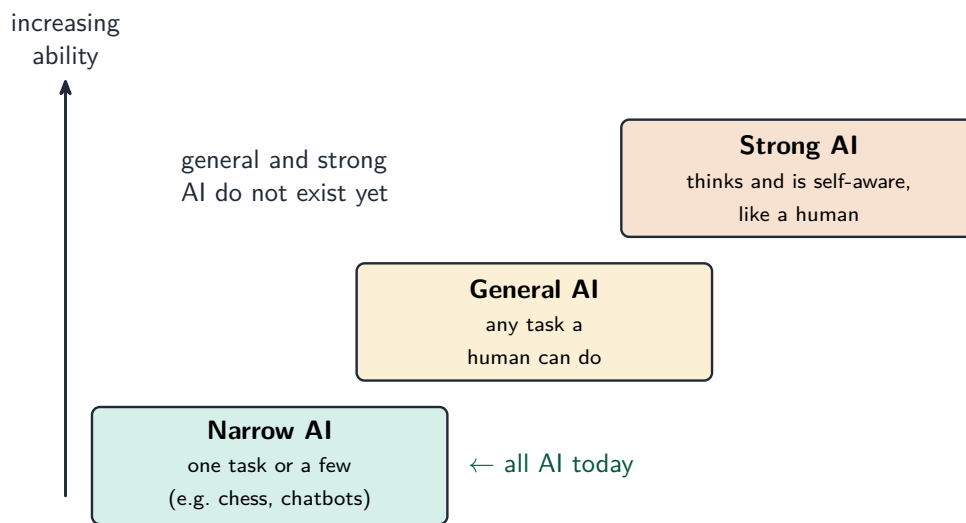 increasing
ability
general and strong
AI do not exist yet
Strong AI
thinks and is self-aware,
like a human
General AI
any task a
human can do
Narrow AI
one task or a few
(e.g. chess, chatbots)
← all AI today